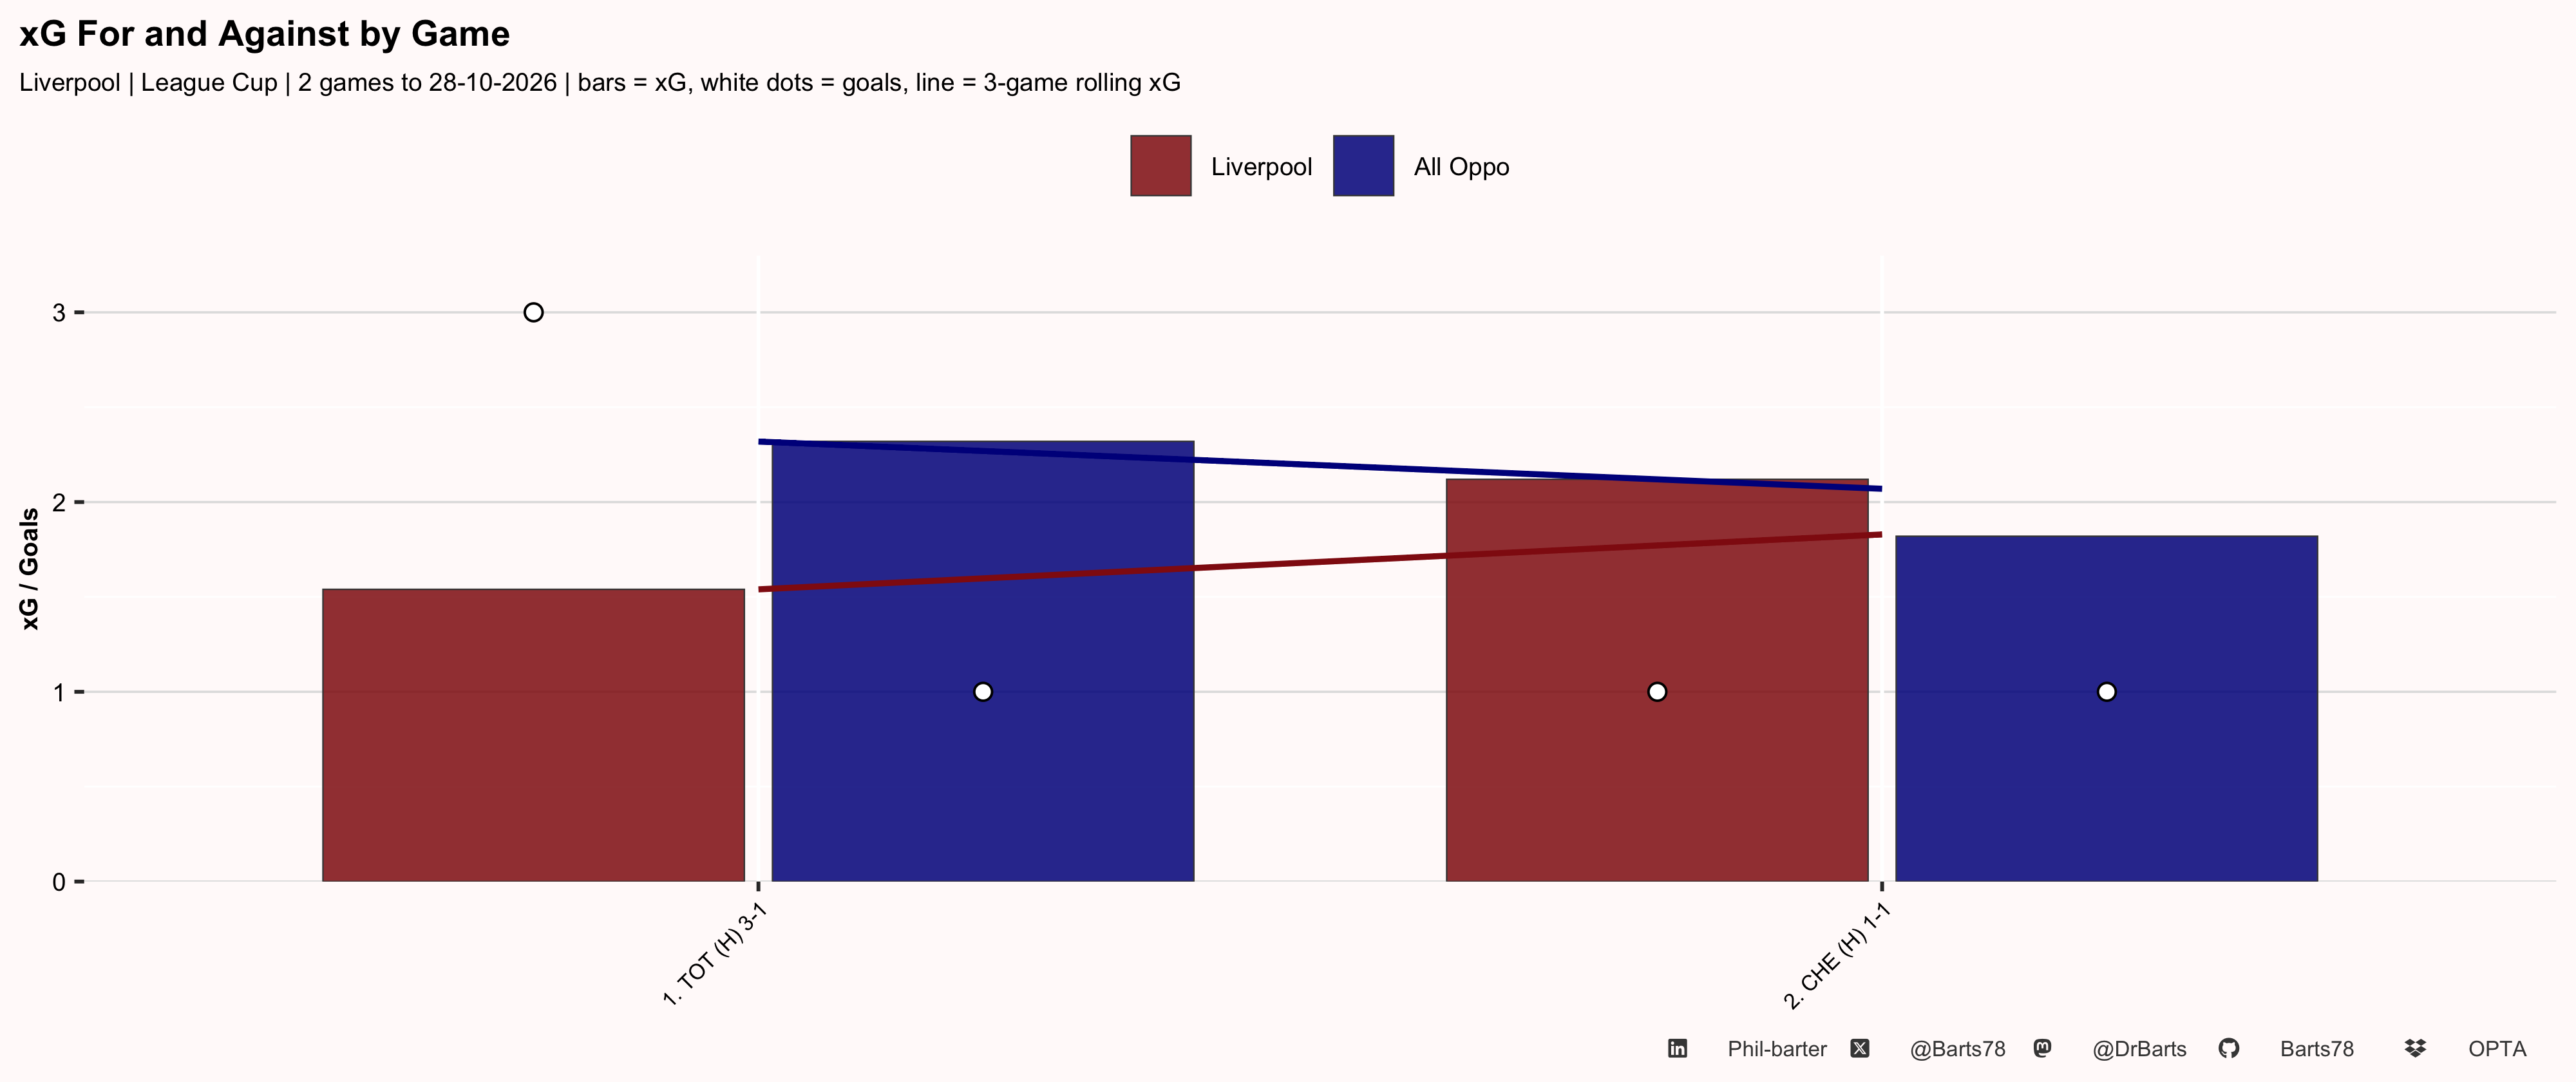 xG For and Against by Game
Liverpool | League Cup | 2 games to 28-10-2026 | bars = xG, white dots = goals, line = 3-game rolling xG
Liverpool
All Oppo
xG / Goals
3
2
1
0
1. TOT (H) 3-1
2. CHE (H) 1-1
Phil-barter @Barts78 @DrBarts Barts78 OPTA